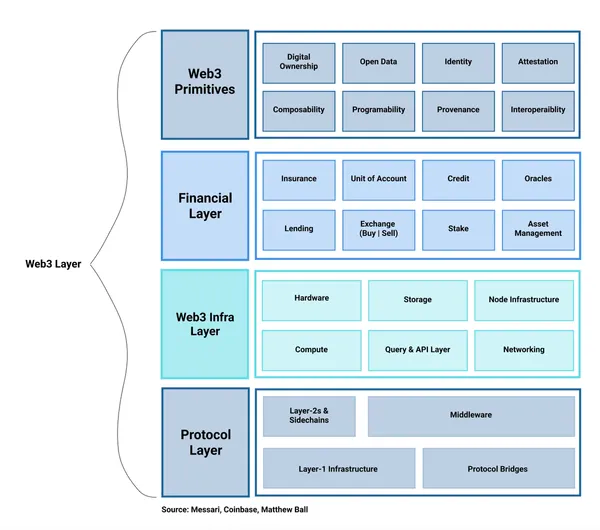 Web3 Layer
Web3
Primitives
Digital
Ownership
Open Data
Identity
Attestation
Composability
Programability
Provenance
Interoperaiblity
Financial
Layer
Insurance
Unit of Account
Credit
Oracles
Lending
Exchange
(Buy | Sell)
Stake
Asset
Management
Web3 Infra
Layer
Hardware
Storage
Node Infrastructure
Compute
Query & API Layer
Networking
Protocol
Layer
Layer-2s &
Sidechains
Middleware
Layer-1 Infrastructure
Protocol Bridges
Source: Messari, Coinbase, Matthew Ball